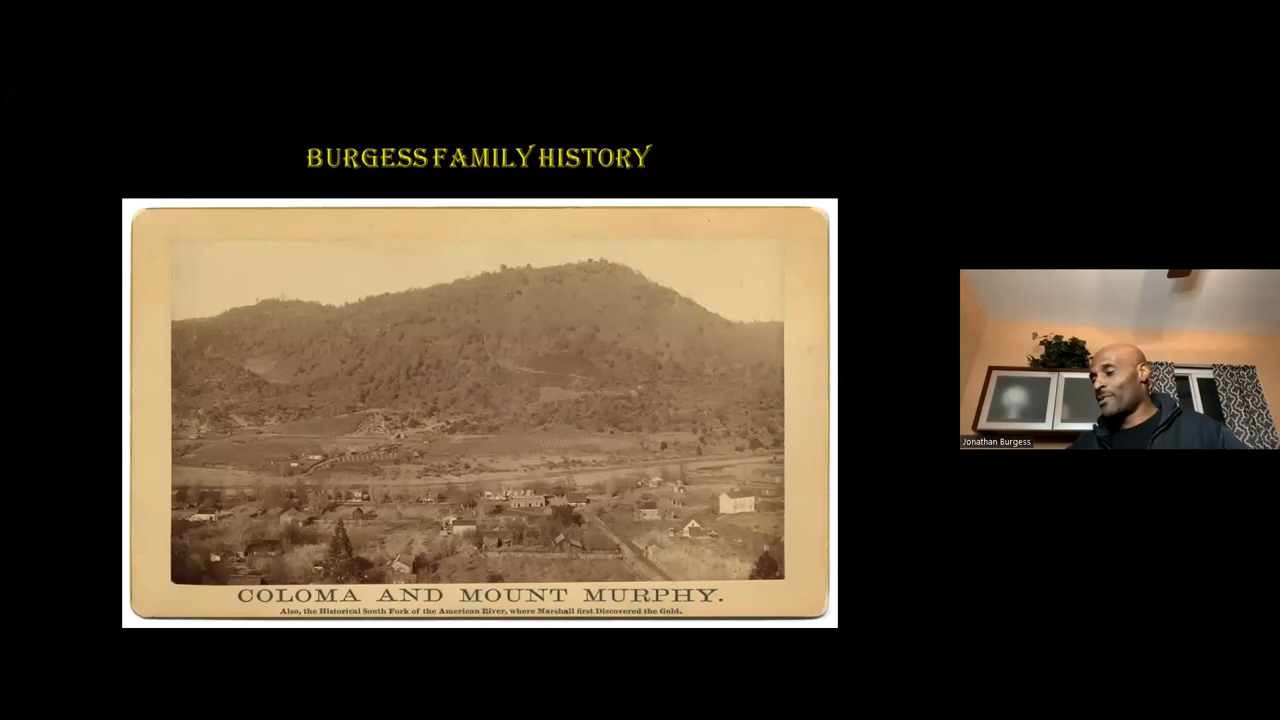 BURGESS FAMILY HISTORY
COLOMA AND MOUNT MURPHY.
Also, the Historical South Fork of the American River, where Marshall first Discovered the Gold.
Jonathan Burgess